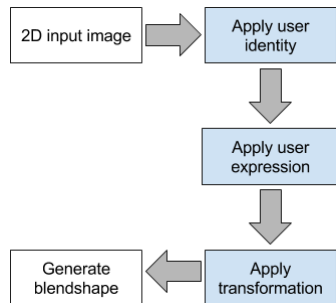 2D input image
Apply user
identity
Apply user
expression
Apply
transformation
Generate
blendshape